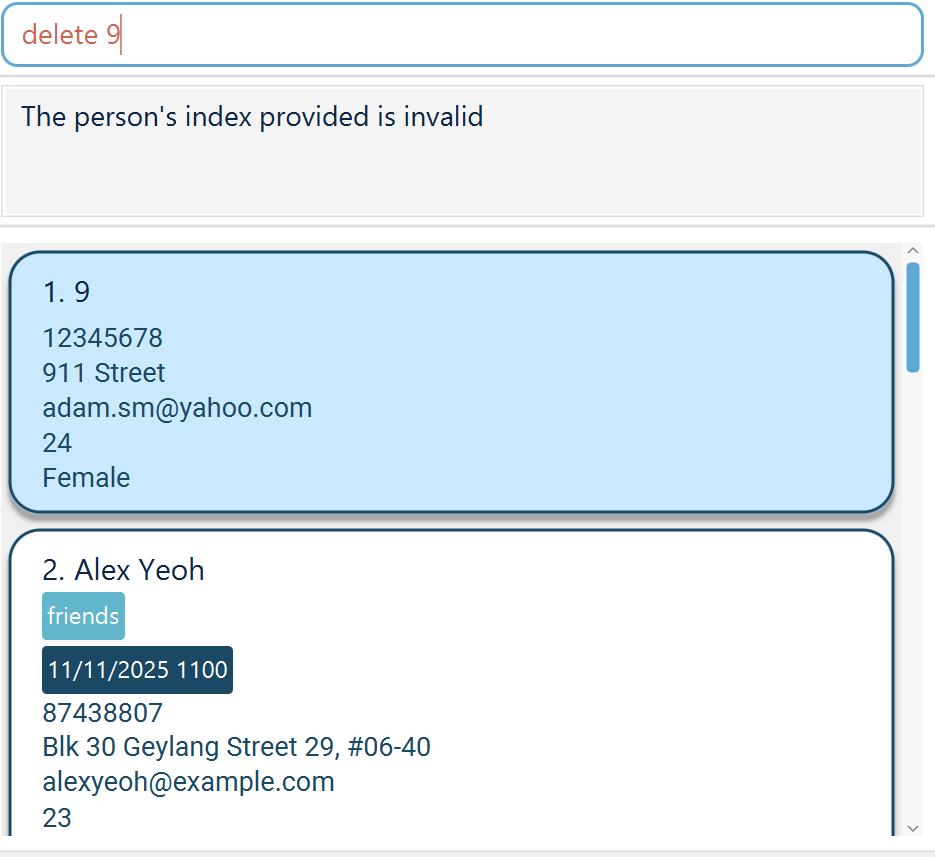 delete 9
The person's index provided is invalid
1. 9
12345678
911 Street
adam.sm@yahoo.com
24
Female
2. Alex Yeoh
friends
11/11/2025 1100
87438807
Blk 30 Geylang Street 29, #06-40
alexyeoh@example.com
23